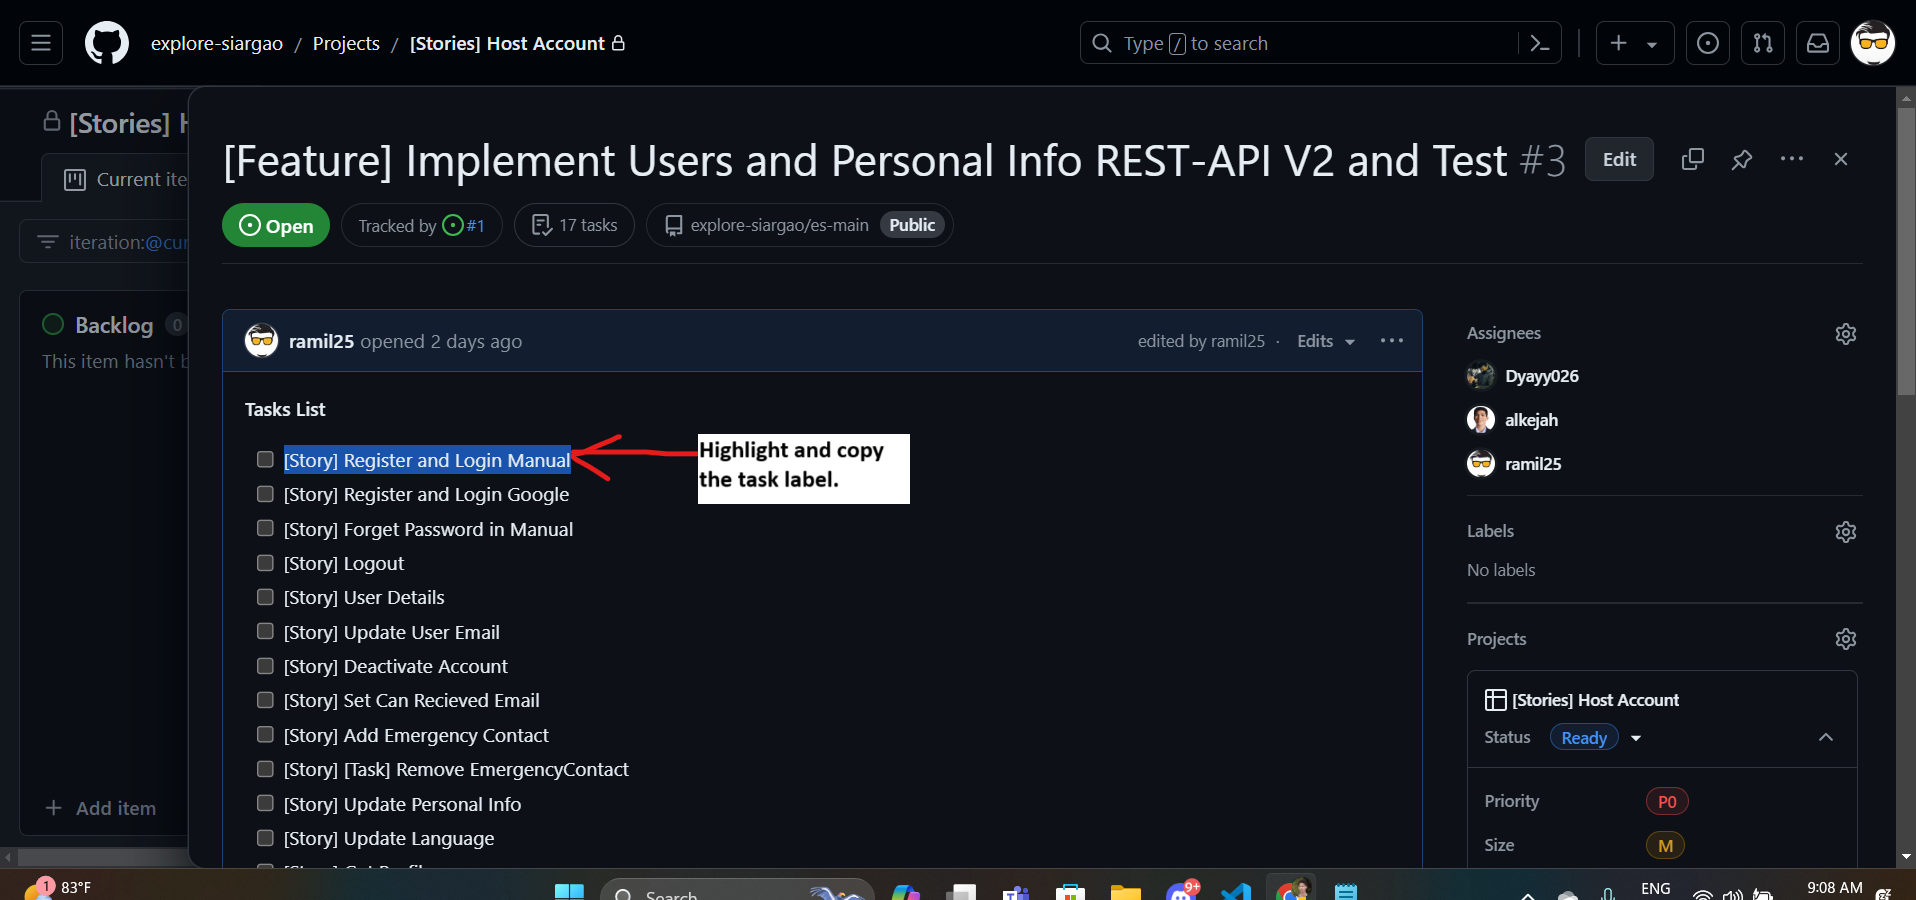 explore-siargao / Projects / [Stories] Host Account
Type / to search
[Stories] H
Current ite
iteration:@cur
Backlog 0
This item hasn't b
Add item
[Feature] Implement Users and Personal Info REST-API V2 and Test #3
Edit
Open
Tracked by #1
17 tasks
explore-siargao/es-main Public
ramil25 opened 2 days ago
edited by ramil25 · Edits
Tasks List
[Story] Register and Login Manual
[Story] Register and Login Google
[Story] Forget Password in Manual
[Story] Logout
[Story] User Details
[Story] Update User Email
[Story] Deactivate Account
[Story] Set Can Recieved Email
[Story] Add Emergency Contact
[Story] [Task] Remove EmergencyContact
[Story] Update Personal Info
[Story] Update Language
Highlight and copy
the task label.
Assignees
Dyayy026
alkejah
ramil25
Labels
No labels
Projects
[Stories] Host Account
Status Ready
Priority P0
Size M
1
83°F
Search
9+
ENG
9:08 AM